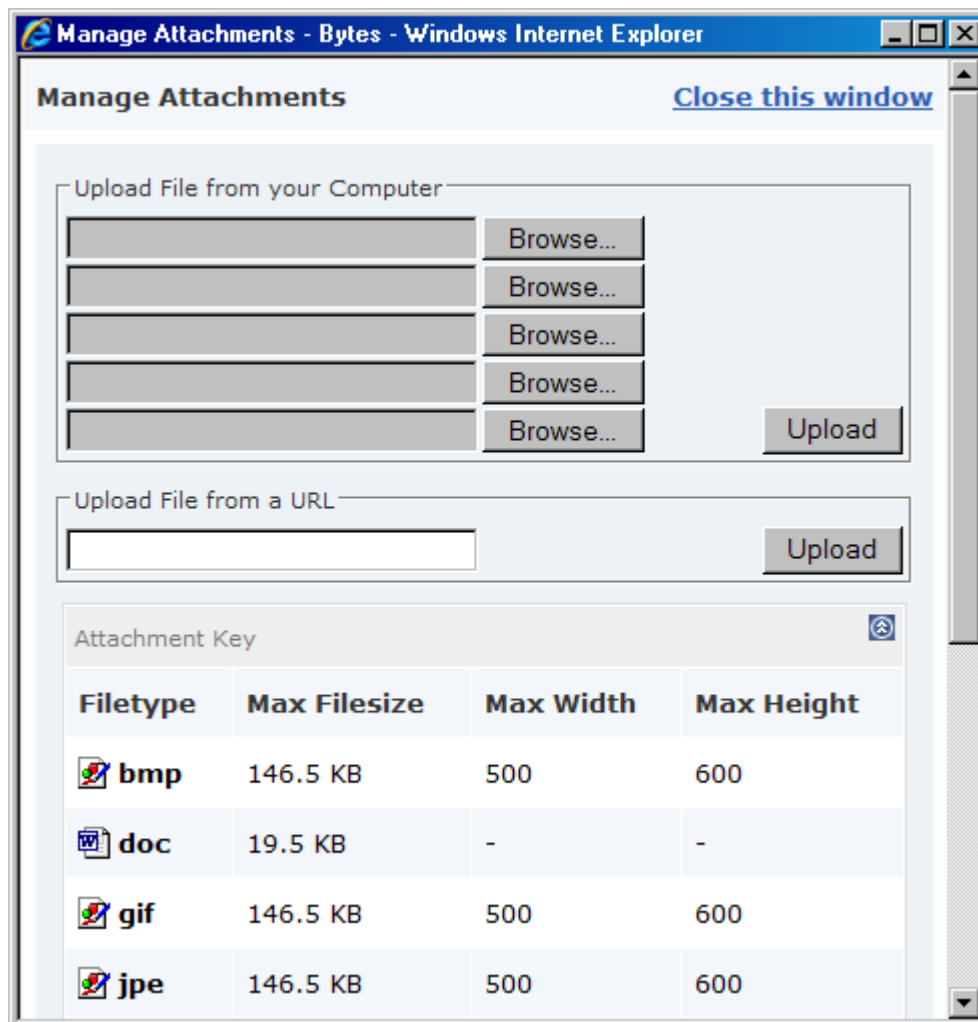 Manage Attachments - Bytes - Windows Internet Explorer
Manage Attachments Close this window
Upload File from your Computer
Browse...
Browse...
Browse...
Browse...
Browse... Upload
Upload File from a URL
Upload
Attachment Key
Filetype Max Filesize Max Width Max Height
bmp 146.5 KB 500 600
doc 19.5 KB - -
gif 146.5 KB 500 600
jpe 146.5 KB 500 600